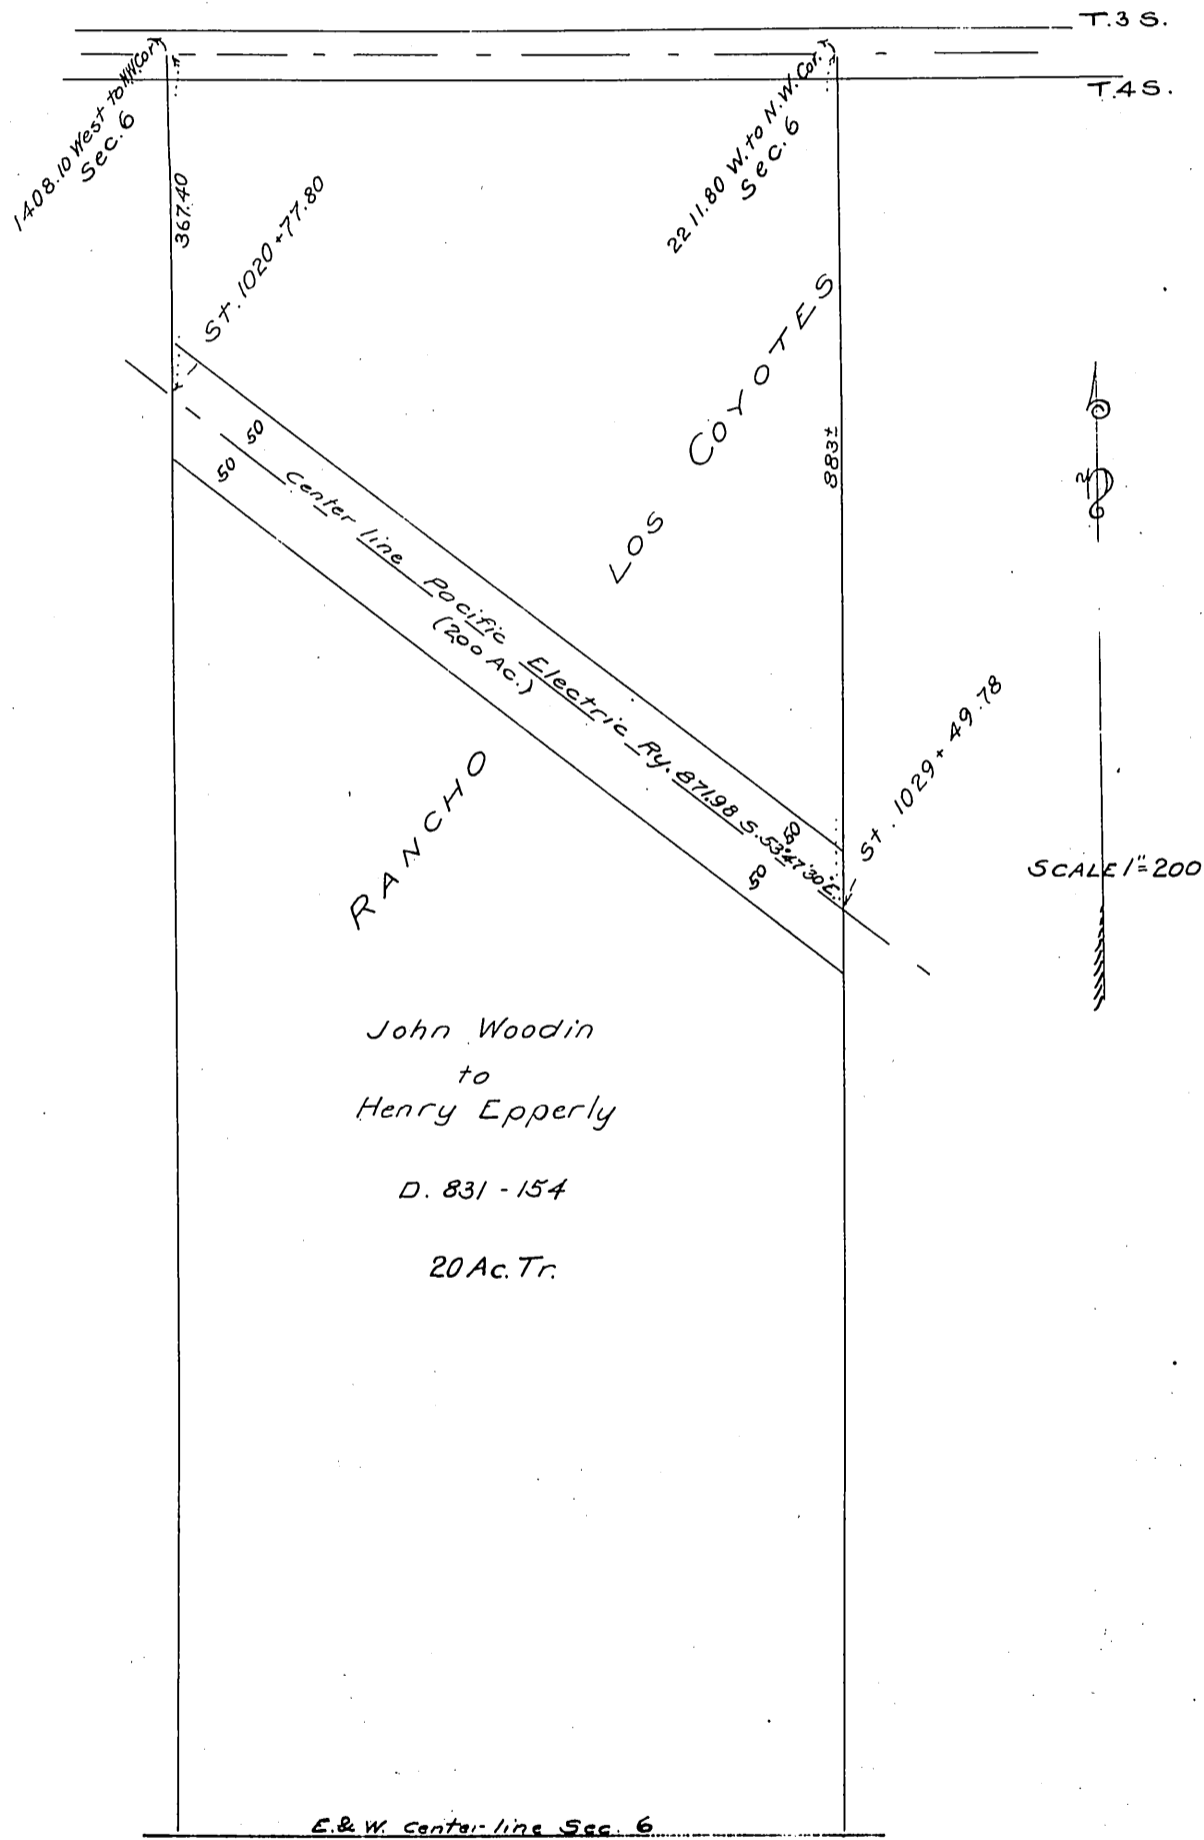 T.3 S.
T.4 S.
1408.10 West to N.W. Cor
Sec. 6
2211.80 W. to N.W. Cor.
Sec. 6
367.40
St. 1020+77.80
LOS COYOTES
883±
50
50
Center line Pacific Electric Ry. 871.98 S. 53°47'30" E.
(2.00 Ac.)
50
50
St. 1029+49.78
RANCHO
SCALE 1"=200
John Woodin
to
Henry Epperly
D. 831-154
20 Ac. Tr.
E. & W. center-line Sec. 6